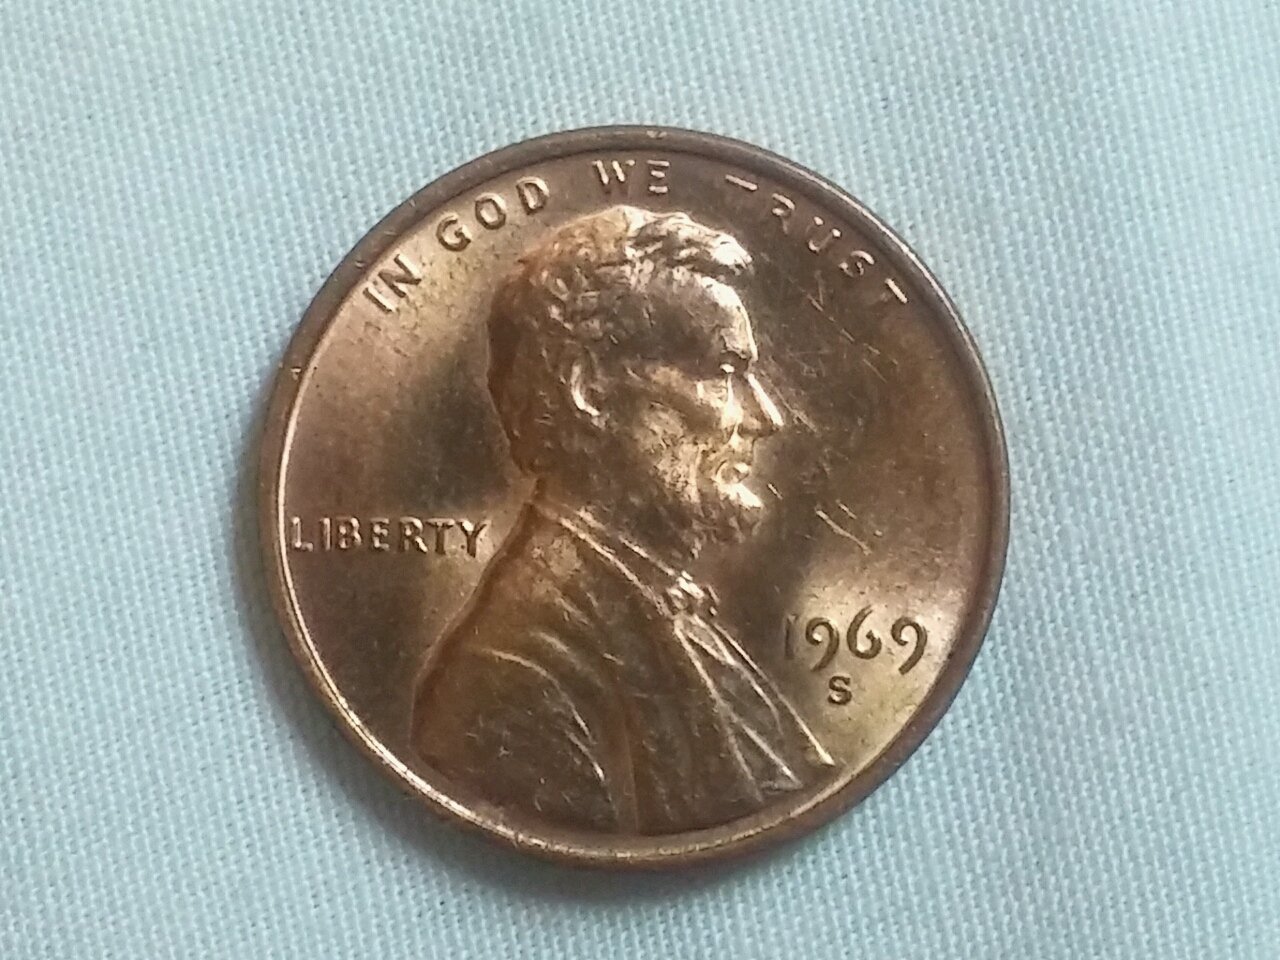 IN GOD WE TRUST
LIBERTY
1969
S